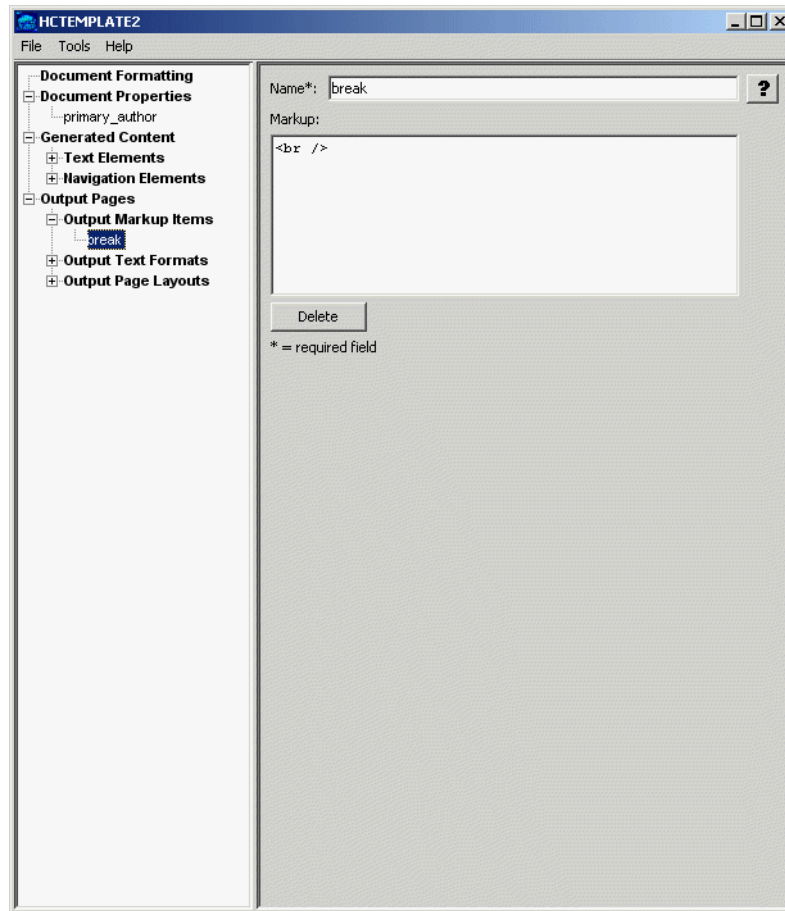 HCTEMPLATE2
File Tools Help
Document Formatting
Document Properties
primary_author
Generated Content
Text Elements
Navigation Elements
Output Pages
Output Markup Items
break
Output Text Formats
Output Page Layouts
Name*: break
?
Markup:
<br />
Delete
* = required field